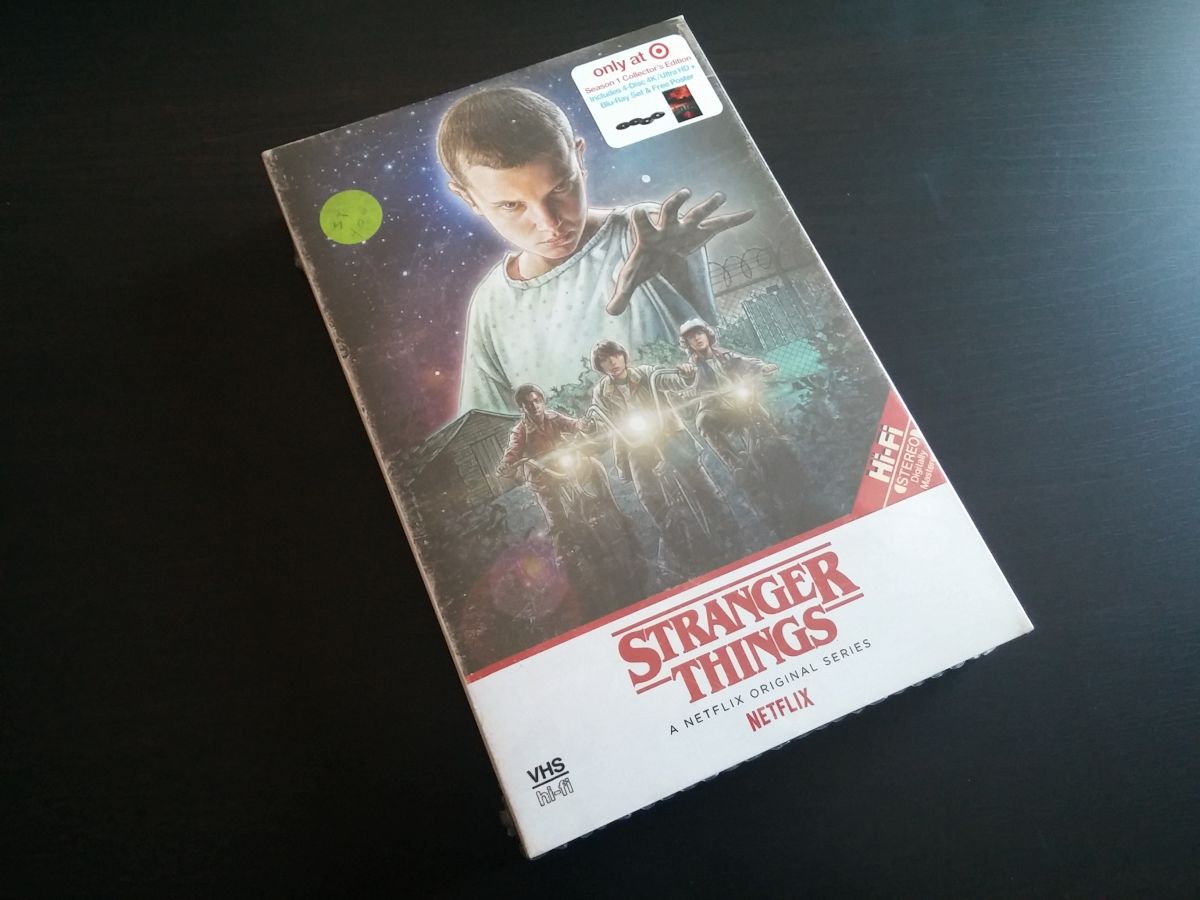 only at
Season 1 Collector's Edition
Includes 4-Disc 4K/Ultra HD +
Blu-Ray Set & Free Poster
Hi-Fi
STEREO
Digitally
VHS
hi-fi
STRANGER
THINGS
A NETFLIX ORIGINAL SERIES
NETFLIX